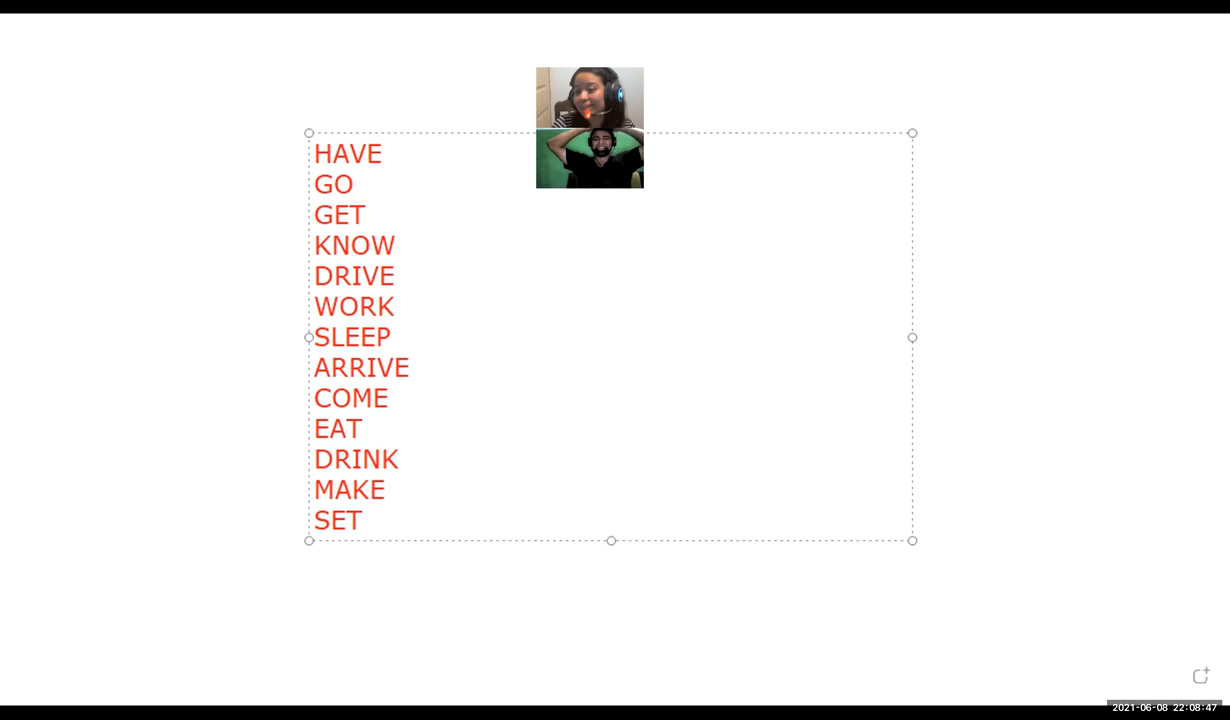 HAVE
GO
GET
KNOW
DRIVE
WORK
SLEEP
ARRIVE
COME
EAT
DRINK
MAKE
SET
2021-06-08 22:08:47